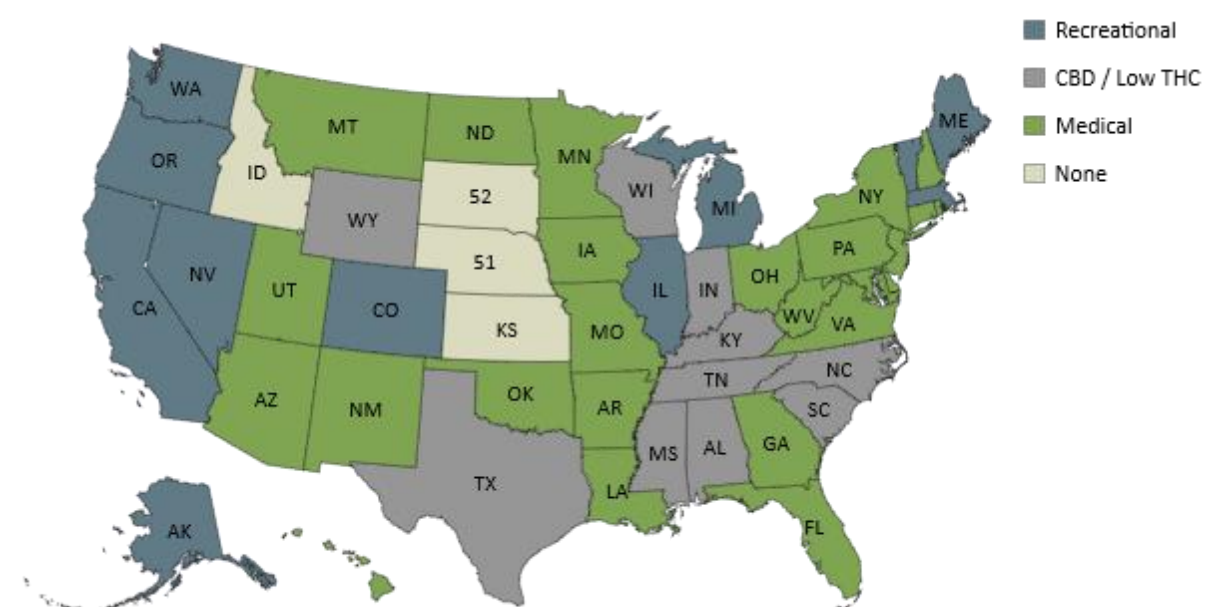 Recreational
CBD / Low THC
Medical
None
WA
MT
ND
MN
ME
OR
ID
52
WI
MI
NY
WY
51
IA
PA
NV
UT
CO
KS
MO
IL
IN
OH
WV
VA
CA
KY
AZ
NM
OK
AR
TN
NC
SC
TX
LA
MS
AL
GA
FL
AK